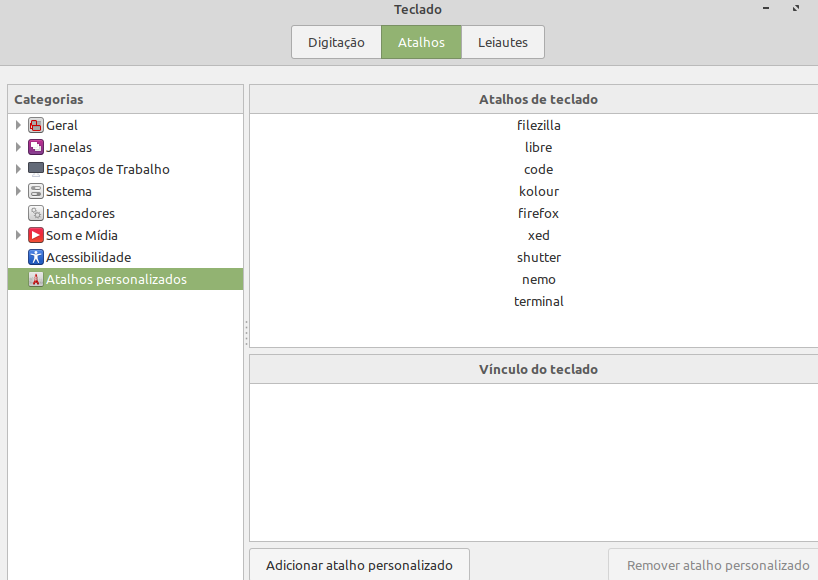 Teclado
Digitação
Atalhos
Leiautes
Categorias
Geral
Janelas
Espaços de Trabalho
Sistema
Lançadores
Som e Mídia
Acessibilidade
Atalhos personalizados
Atalhos de teclado
filezilla
libre
code
kolour
firefox
xed
shutter
nemo
terminal
Vínculo do teclado
Adicionar atalho personalizado
Remover atalho personalizado